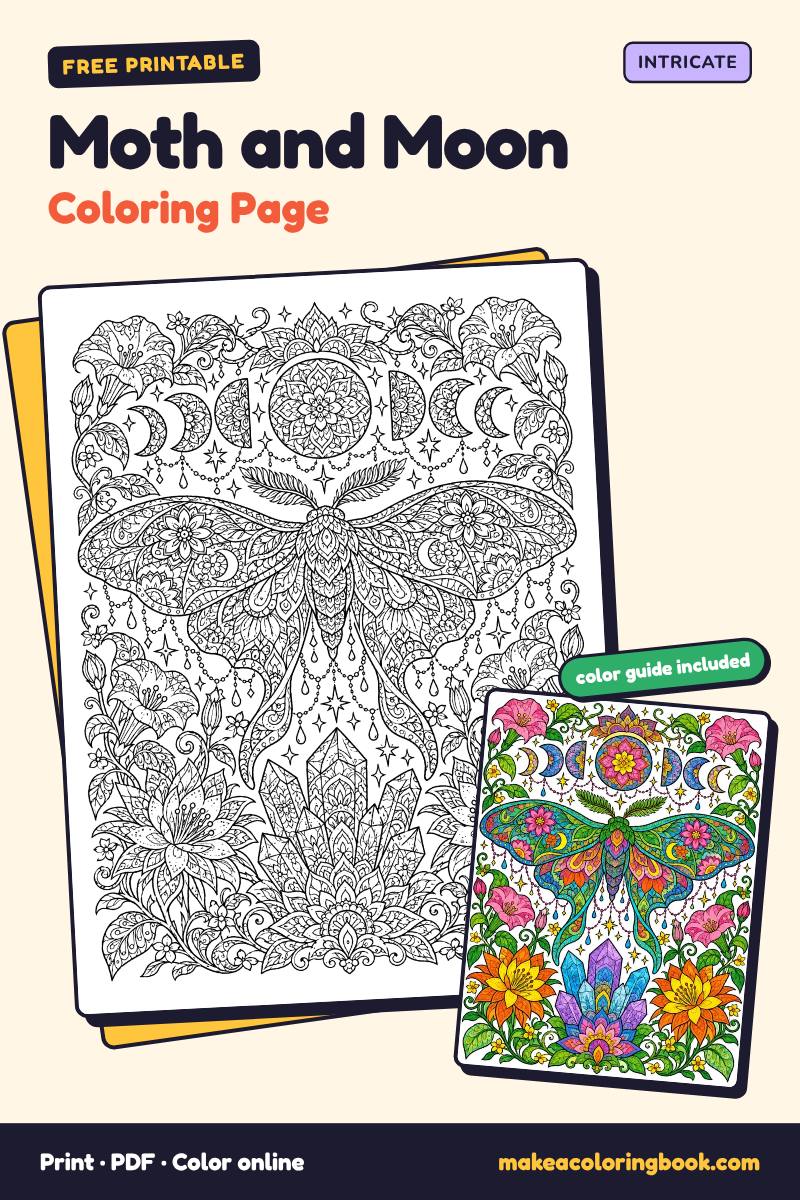 FREE PRINTABLE
INTRICATE
Moth and Moon
Coloring Page
color guide included
Print · PDF · Color online
makeacoloringbook.com